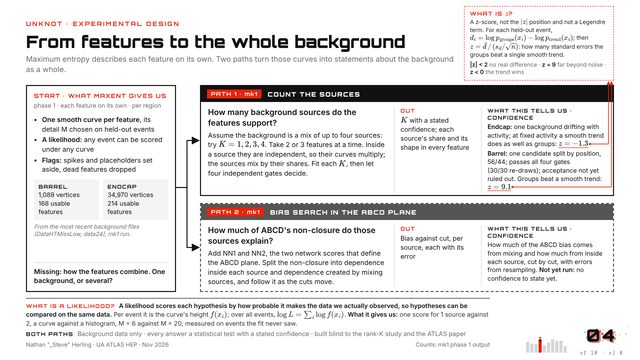 UNKNOT · EXPERIMENTAL DESIGN
From features to the whole background
Maximum entropy describes each feature on its own. Two paths turn those curves into statements about the background
as a whole.
WHAT IS z?
A z-score, not the |z| position and not a Legendre
term. For each held-out event,
d_i = log p_groups(x_i) − log p_trend(x_i); then
z = d̄ / (s_d/√n): how many standard errors the
groups beat a single smooth trend.
|z| < 2 no real difference · z = 9 far beyond noise ·
z < 0 the trend wins
START · WHAT MAXENT GIVES US
phase 1 · each feature on its own · per region
• One smooth curve per feature, its
detail M chosen on held-out events
• A likelihood: any event can be scored
under any curve
• Flags: spikes and placeholders set
aside, dead features dropped
BARREL
1,089 vertices
168 usable
features
ENDCAP
34,970 vertices
214 usable
features
From the most recent background files
(DataHTMissLow, data24), mk1 run.
Missing: how the features combine. One
background, or several?
PATH 1 · mk1 COUNT THE SOURCES
How many background sources do the
features support?
Assume the background is a mix of up to four sources:
try K = 1, 2, 3, 4. Take 2 or 3 features at a time. Inside
a source they are independent, so their curves multiply;
the sources mix by their shares. Fit each K, then let
four independent gates decide.
OUT
K with a stated
confidence; each
source's share and its
shape in every feature
WHAT THIS TELLS US ·
CONFIDENCE
Endcap: one background drifting with
activity; at fixed activity a smooth trend
does as well as groups: z = −1.3
Barrel: one candidate split by position,
56/44; passes all four gates
(30/30 re-draws); acceptance not yet
ruled out. Groups beat a smooth trend:
z = 9.1
PATH 2 · mk1 BIAS SEARCH IN THE ABCD PLANE
How much of ABCD's non-closure do those
sources explain?
Add NN1 and NN2, the two network scores that define
the ABCD plane. Split the non-closure into dependence
inside each source and dependence created by mixing
sources, and follow it as the cuts move.
OUT
Bias against cut, per
source, each with its
error
WHAT THIS TELLS US ·
CONFIDENCE
How much of the ABCD bias comes
from mixing and how much from inside
each source, cut by cut, with errors
from resampling. Not yet run: no
confidence to state yet.
WHAT IS A LIKELIHOOD? A likelihood scores each hypothesis by how probable it makes the data we actually observed, so hypotheses can be
compared on the same data. Per event it is the curve's height f(x_i); over all events, log L = Σ_i log f(x_i). What it gives us: one score for 1 source against
2, a curve against a histogram, M = 6 against M = 20, measured on events the fit never saw.
BOTH PATHS Background data only · every answer a statistical test with a stated confidence · built blind to the rank-K study and the ATLAS paper
Nathan "_Steve" Herling · UA ATLAS HEP · Nov 2026
Counts: mk1 phase 1 output
04